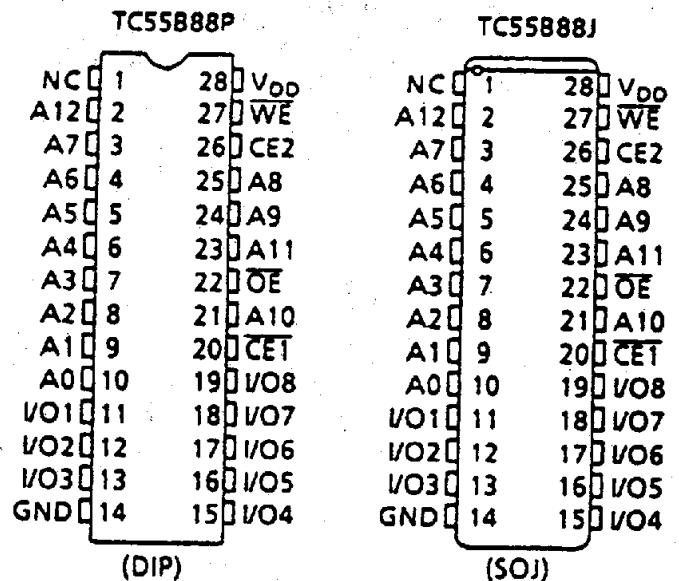 TC55B88P TC55B88J
NC 1 28 VDD NC 1 28 VDD
A12 2 27 WE A12 2 27 WE
A7 3 26 CE2 A7 3 26 CE2
A6 4 25 A8 A6 4 25 A8
A5 5 24 A9 A5 5 24 A9
A4 6 23 A11 A4 6 23 A11
A3 7 22 OE A3 7 22 OE
A2 8 21 A10 A2 8 21 A10
A1 9 20 CE1 A1 9 20 CE1
A0 10 19 I/O8 A0 10 19 I/O8
I/O1 11 18 I/O7 I/O1 11 18 I/O7
I/O2 12 17 I/O6 I/O2 12 17 I/O6
I/O3 13 16 I/O5 I/O3 13 16 I/O5
GND 14 15 I/O4 GND 14 15 I/O4
(DIP) (SOJ)